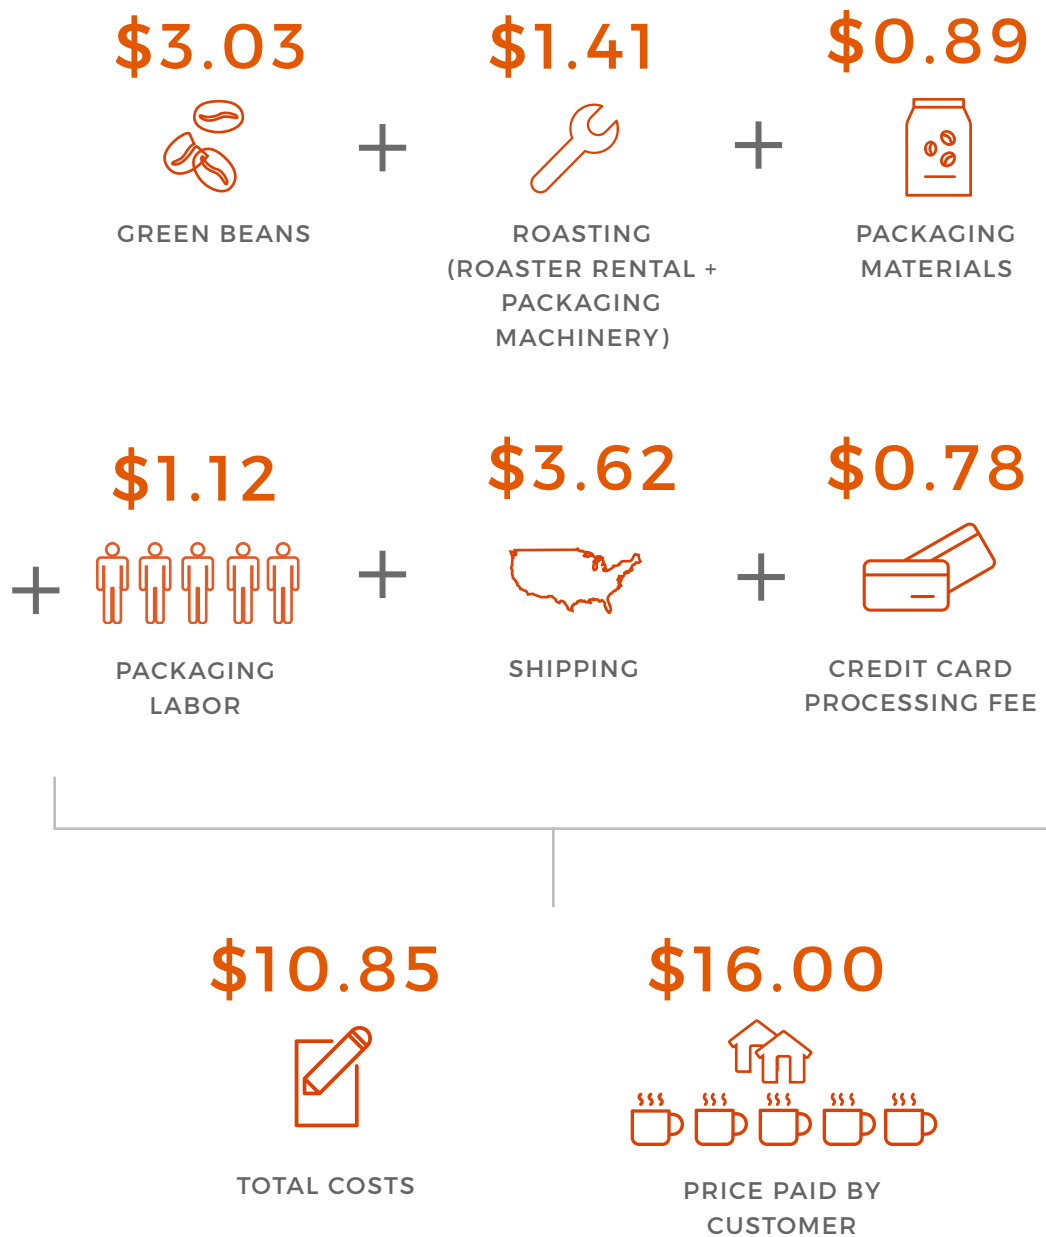 $3.03
$1.41
$0.89
+
+
GREEN BEANS
ROASTING
(ROASTER RENTAL +
PACKAGING
MACHINERY)
PACKAGING
MATERIALS
$1.12
$3.62
$0.78
+
+
+
PACKAGING
LABOR
SHIPPING
CREDIT CARD
PROCESSING FEE
$10.85
$16.00
TOTAL COSTS
PRICE PAID BY
CUSTOMER